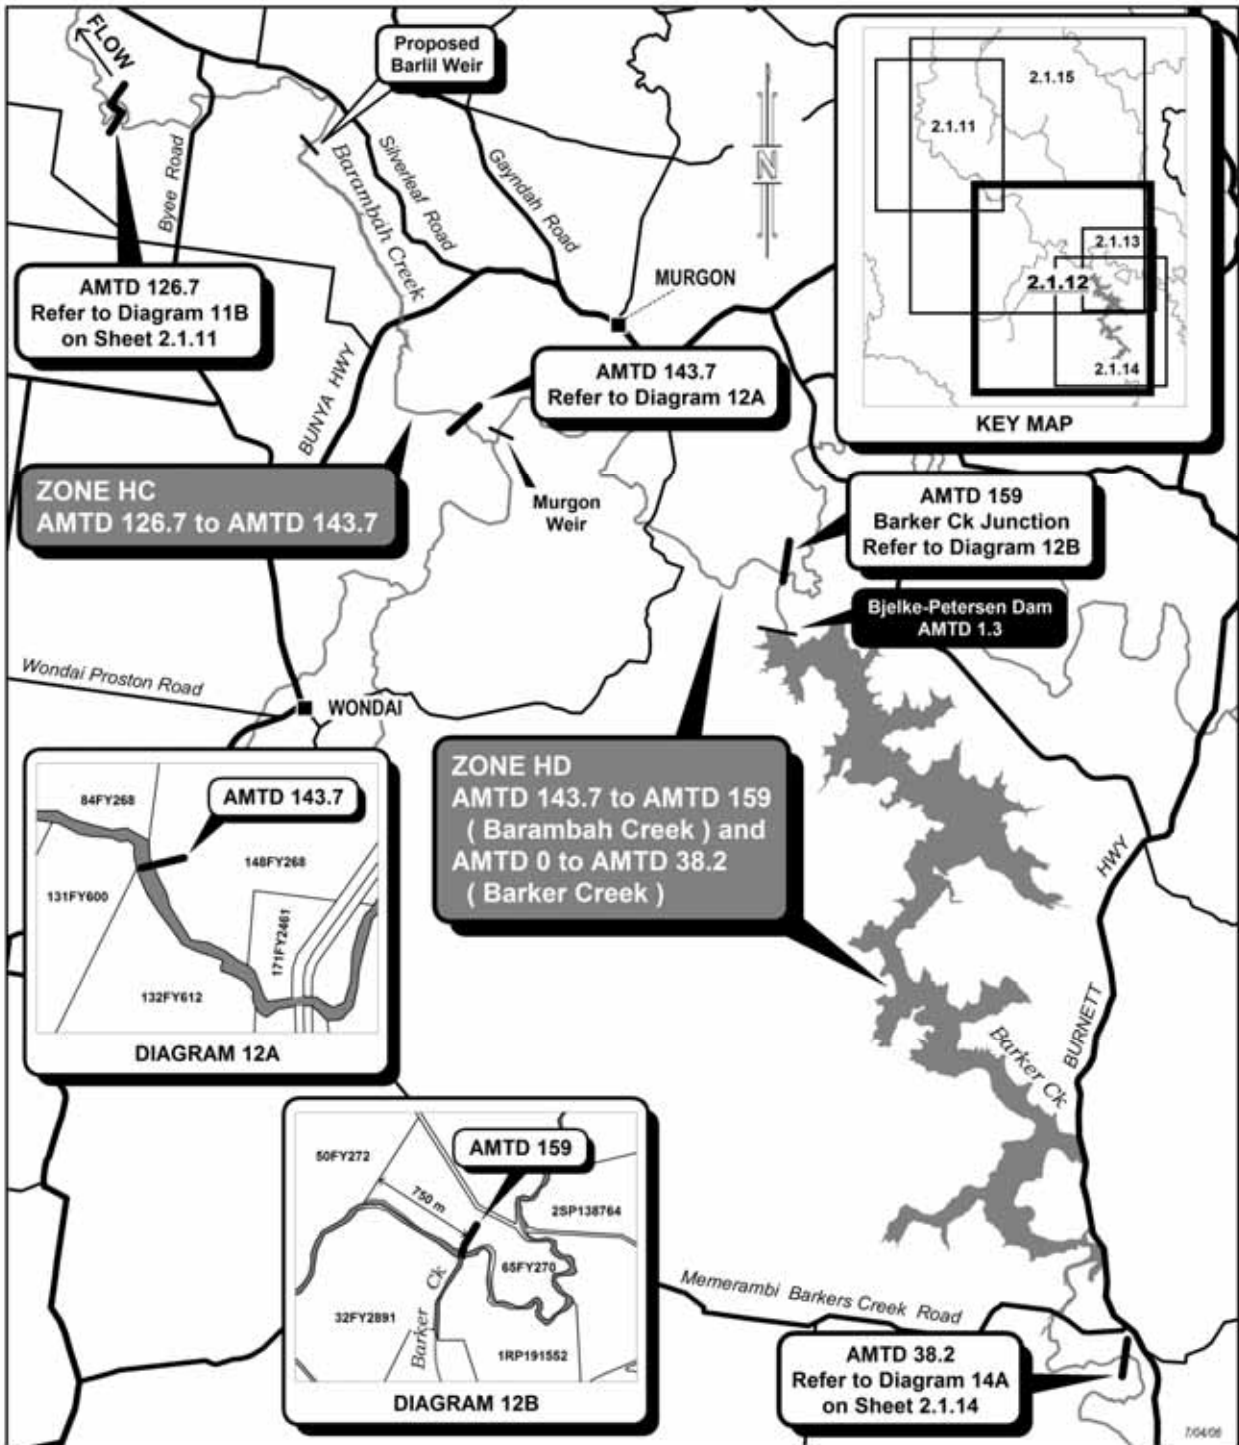 FLOW
Proposed
Barlil Weir
Byee Road
Barambah Creek
Silverleaf Road
Gayndah Road
N
MURGON
2.1.15
2.1.11
2.1.13
2.1.12
2.1.14
KEY MAP
AMTD 126.7
Refer to Diagram 11B
on Sheet 2.1.11
BUNYA HWY
AMTD 143.7
Refer to Diagram 12A
ZONE HC
AMTD 126.7 to AMTD 143.7
Murgon
Weir
AMTD 159
Barker Ck Junction
Refer to Diagram 12B
Bjelke-Petersen Dam
AMTD 1.3
Wondai Proston Road
WONDAI
ZONE HD
AMTD 143.7 to AMTD 159
( Barambah Creek ) and
AMTD 0 to AMTD 38.2
( Barker Creek )
84FY268
AMTD 143.7
148FY268
131FY600
171FY2461
132FY612
DIAGRAM 12A
BURNETT HWY
Barker Ck
50FY272
AMTD 159
750 m
2SP138764
65FY270
32FY2891
Barker Ck
1RP191552
DIAGRAM 12B
Memerambi Barkers Creek Road
AMTD 38.2
Refer to Diagram 14A
on Sheet 2.1.14
7/04/06